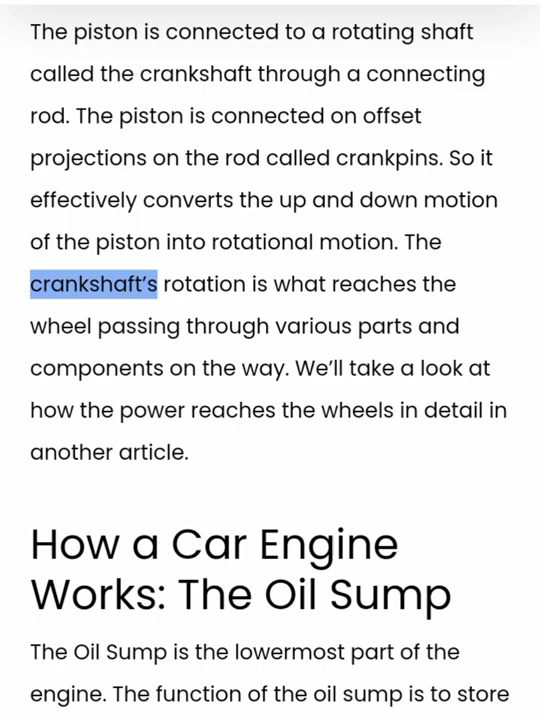 The piston is connected to a rotating shaft
called the crankshaft through a connecting
rod. The piston is connected on offset
projections on the rod called crankpins. So it
effectively converts the up and down motion
of the piston into rotational motion. The
crankshaft’s rotation is what reaches the
wheel passing through various parts and
components on the way. We’ll take a look at
how the power reaches the wheels in detail in
another article.
How a Car Engine
Works: The Oil Sump
The Oil Sump is the lowermost part of the
engine. The function of the oil sump is to store